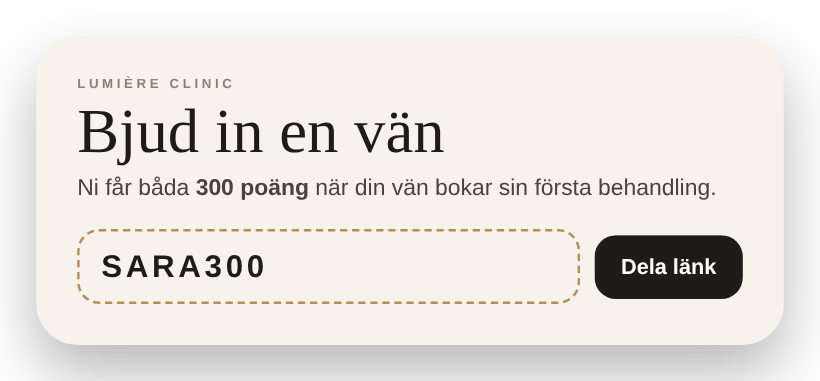 LUMIÈRE CLINIC
Bjud in en vän
Ni får båda 300 poäng när din vän bokar sin första behandling.
SARA300
Dela länk